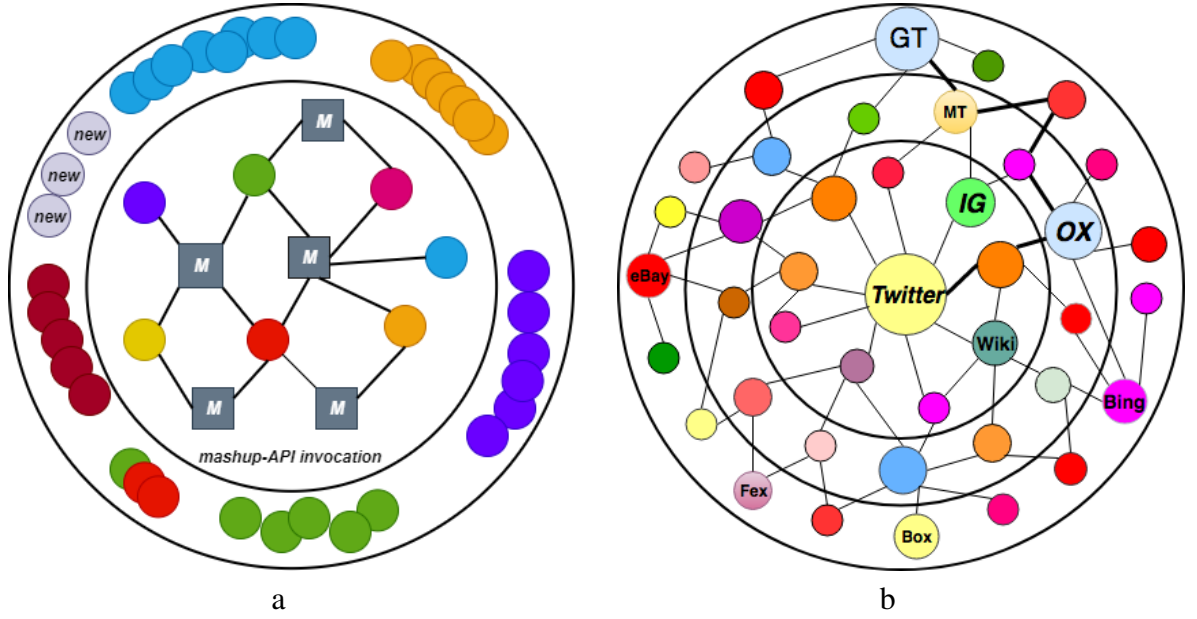 new
new
new
M
M
M
M
M
mashup-API invocation
a
GT
MT
IG
OX
eBay
Twitter
Wiki
Bing
Fex
Box
b